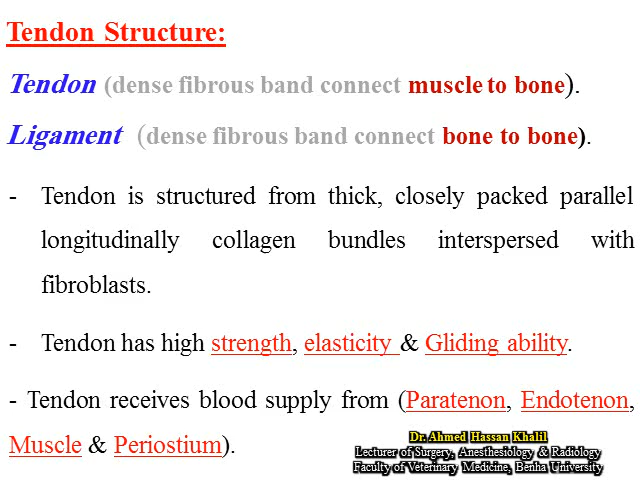 Tendon Structure:
Tendon (dense fibrous band connect muscle to bone).
Ligament (dense fibrous band connect bone to bone).
- Tendon is structured from thick, closely packed parallel
longitudinally collagen bundles interspersed with
fibroblasts.
- Tendon has high strength, elasticity & Gliding ability.
- Tendon receives blood supply from (Paratenon, Endotenon,
Muscle & Periostium).
Dr. Ahmed Hassan Khalil
Lecturer of Surgery, Anesthesiology & Radiology
Faculty of Veterinary Medicine, Benha University